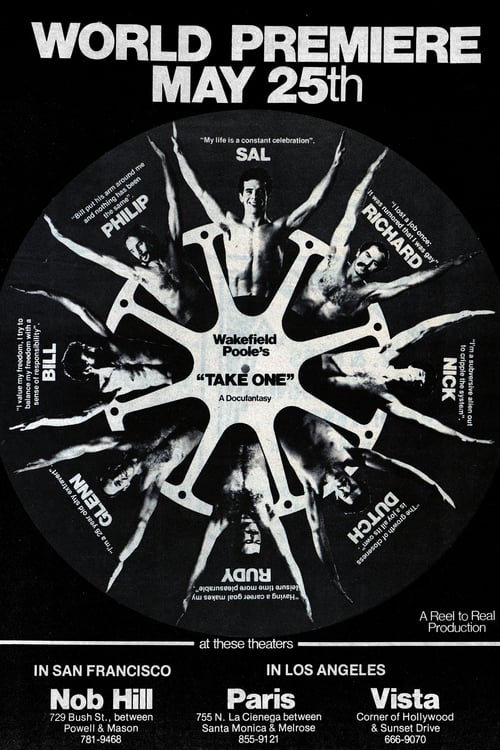 WORLD PREMIERE
MAY 25th
"My life is a constant celebration".
SAL
"I lost a job once;
it was rumored that I was gay"
RICHARD
"I'm a subversive alien out
to cripple the system".
NICK
DUTCH
"The growth of closeness
is a joy all its own"
RUDY
"Having a career goal makes my
leisure time more pleasurable."
GLENN
"I'm a 26 year old shy extravert"
"I value my freedom, I try to
balance my freedom with a
sense of responsibility".
BILL
"Bill put his arm around me
and nothing has been
the same"
PHILIP
Wakefield
Poole's
"TAKE ONE"
A Docufantasy
A Reel to Real
Production
at these theaters
IN SAN FRANCISCO
Nob Hill
729 Bush St., between
Powell & Mason
781-9468
IN LOS ANGELES
Paris
755 N. La Cienega between
Santa Monica & Melrose
855-9121
Vista
Corner of Hollywood
& Sunset Drive
666-9070